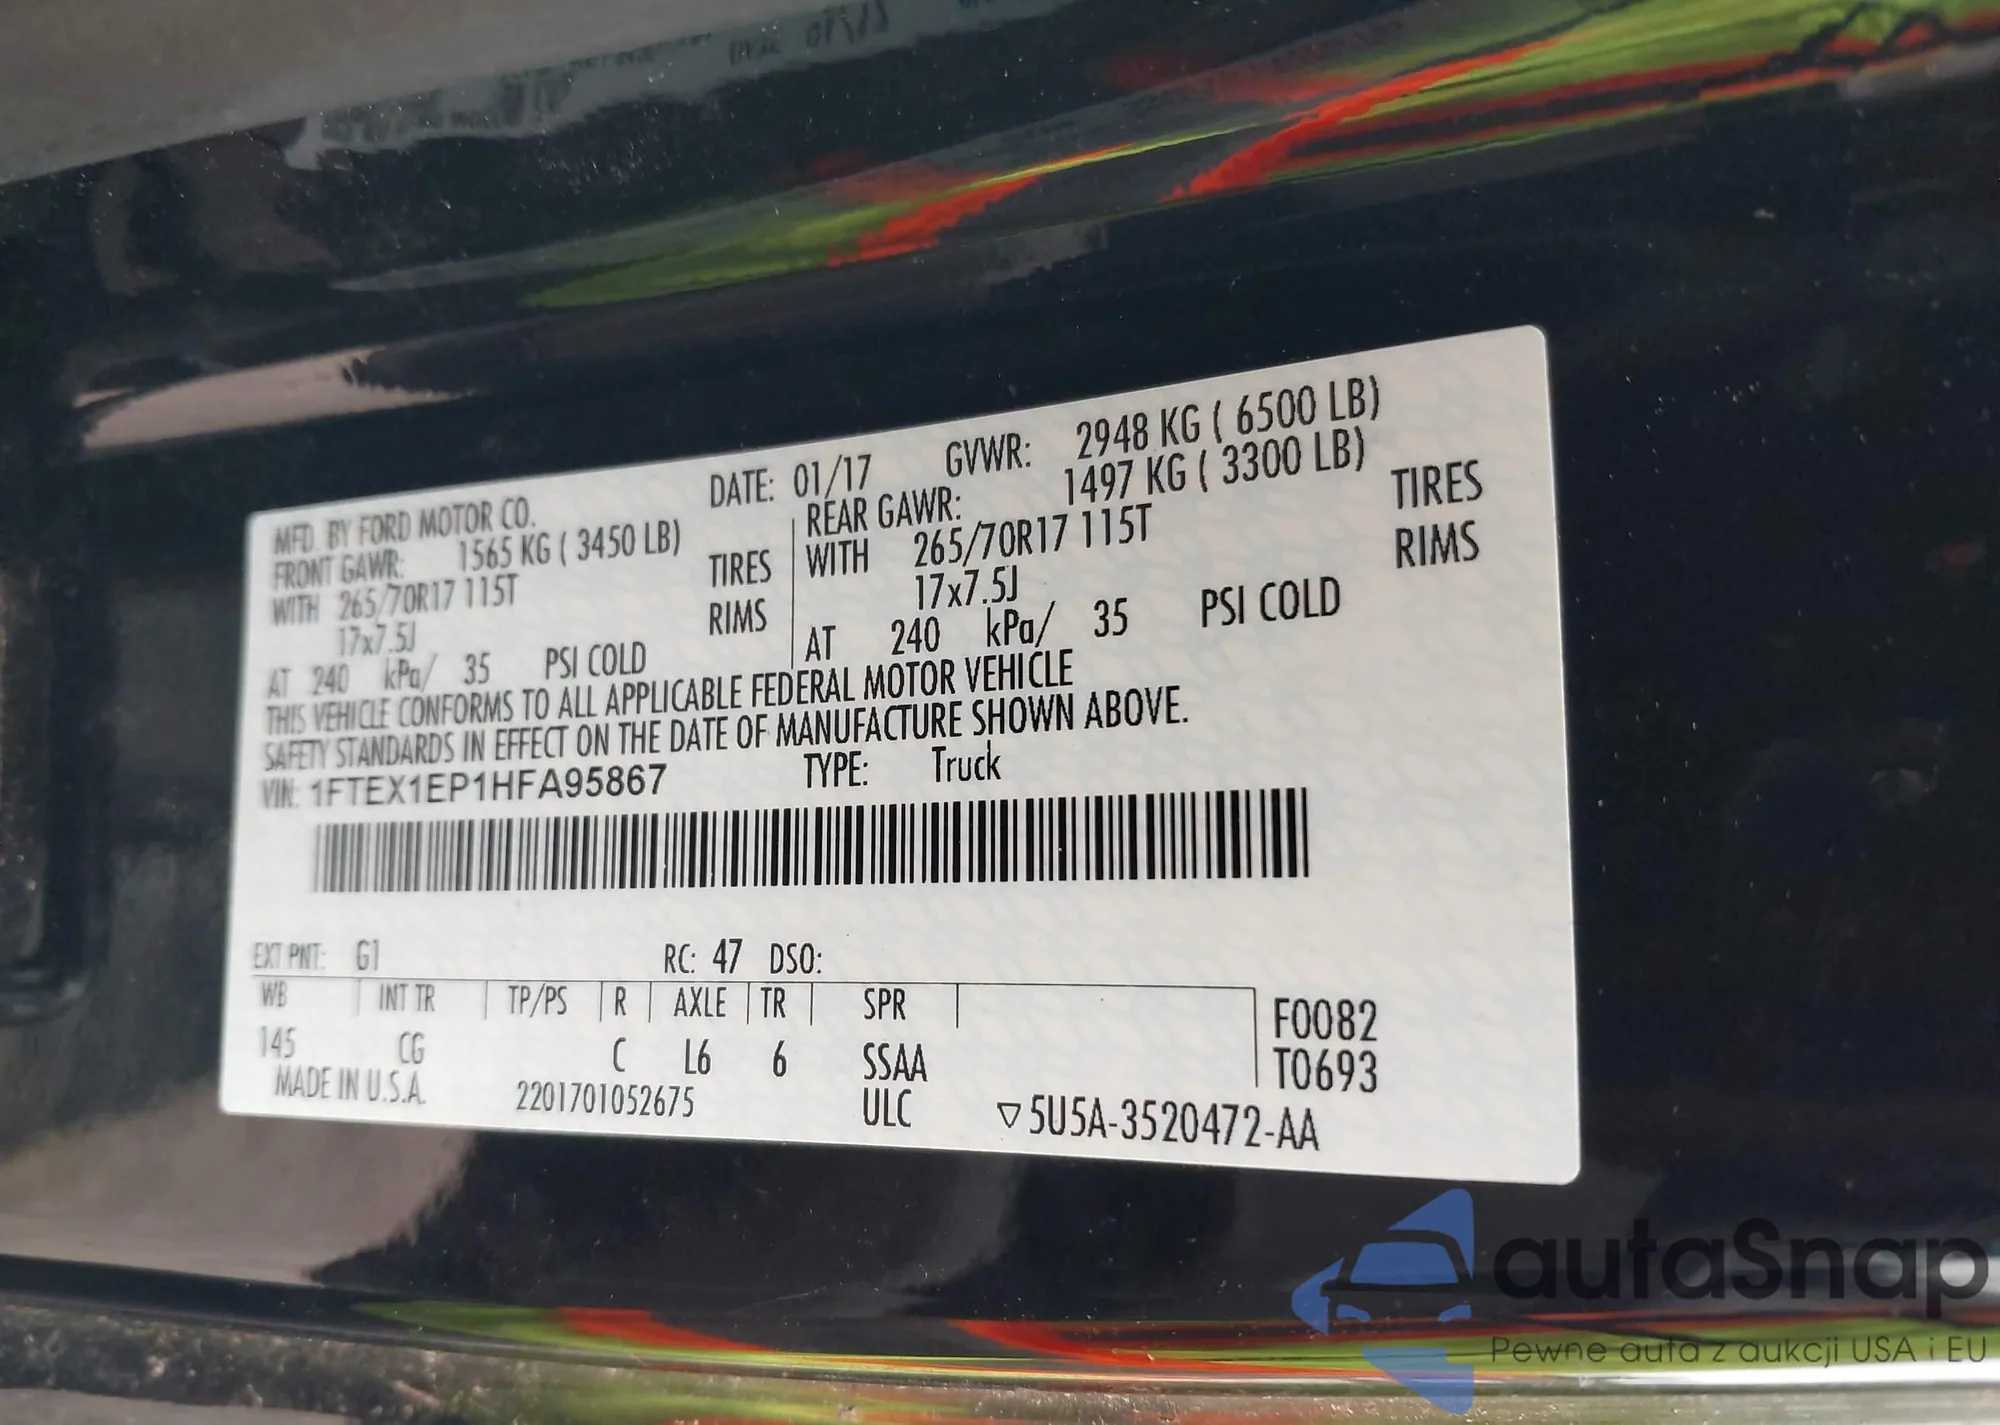 MFD. BY FORD MOTOR CO. DATE: 01/17 GVWR: 2948 KG ( 6500 LB)
FRONT GAWR: 1565 KG ( 3450 LB) REAR GAWR: 1497 KG ( 3300 LB)
WITH 265/70R17 115T TIRES WITH 265/70R17 115T TIRES
17x7.5J RIMS 17x7.5J RIMS
AT 240 kPa/ 35 PSI COLD AT 240 kPa/ 35 PSI COLD
THIS VEHICLE CONFORMS TO ALL APPLICABLE FEDERAL MOTOR VEHICLE
SAFETY STANDARDS IN EFFECT ON THE DATE OF MANUFACTURE SHOWN ABOVE.
VIN: 1FTEX1EP1HFA95867 TYPE: Truck
EXT PNT: G1 RC: 47 DSO:
WB INT TR TP/PS R AXLE TR SPR F0082
145 CG C L6 6 SSAA T0693
MADE IN U.S.A. 2201701052675 ULC ▽5U5A-3520472-AA
autaSnap
Pewne auta z aukcji USA i EU